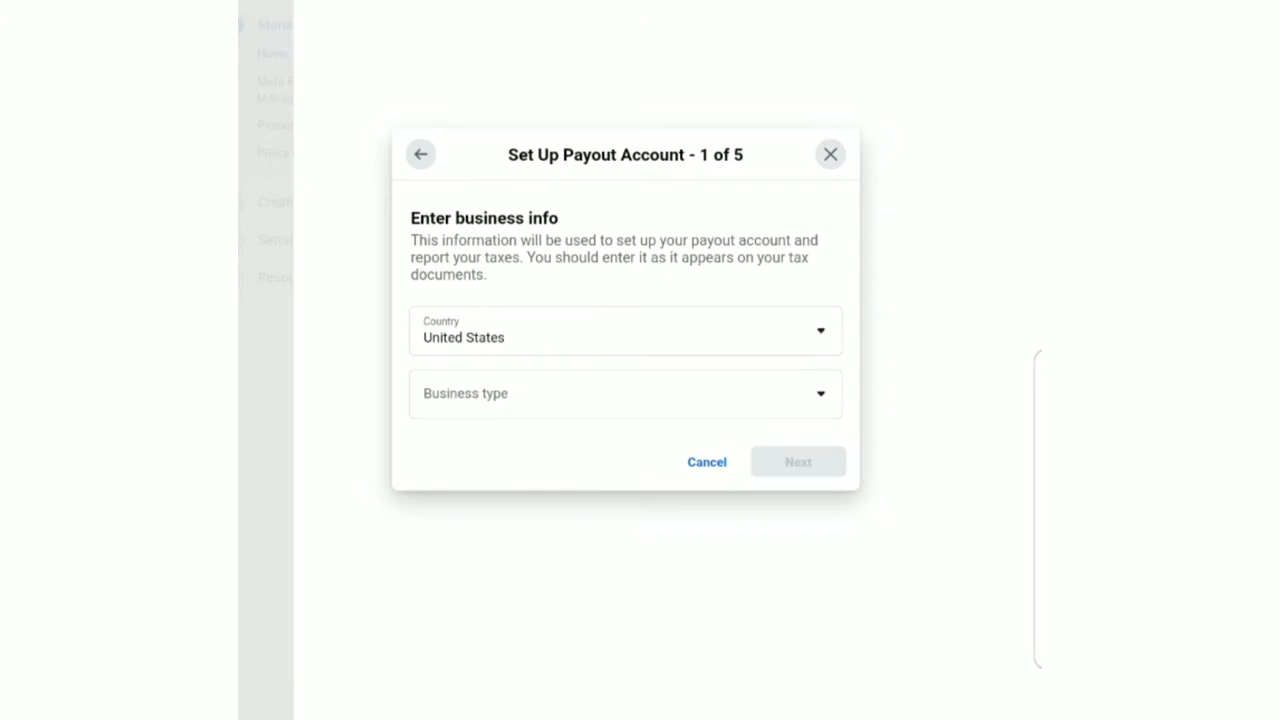 Home
Set Up Payout Account - 1 of 5
Enter business info
This information will be used to set up your payout account and
report your taxes. You should enter it as it appears on your tax
documents.
Country
United States
Business type
Cancel
Next